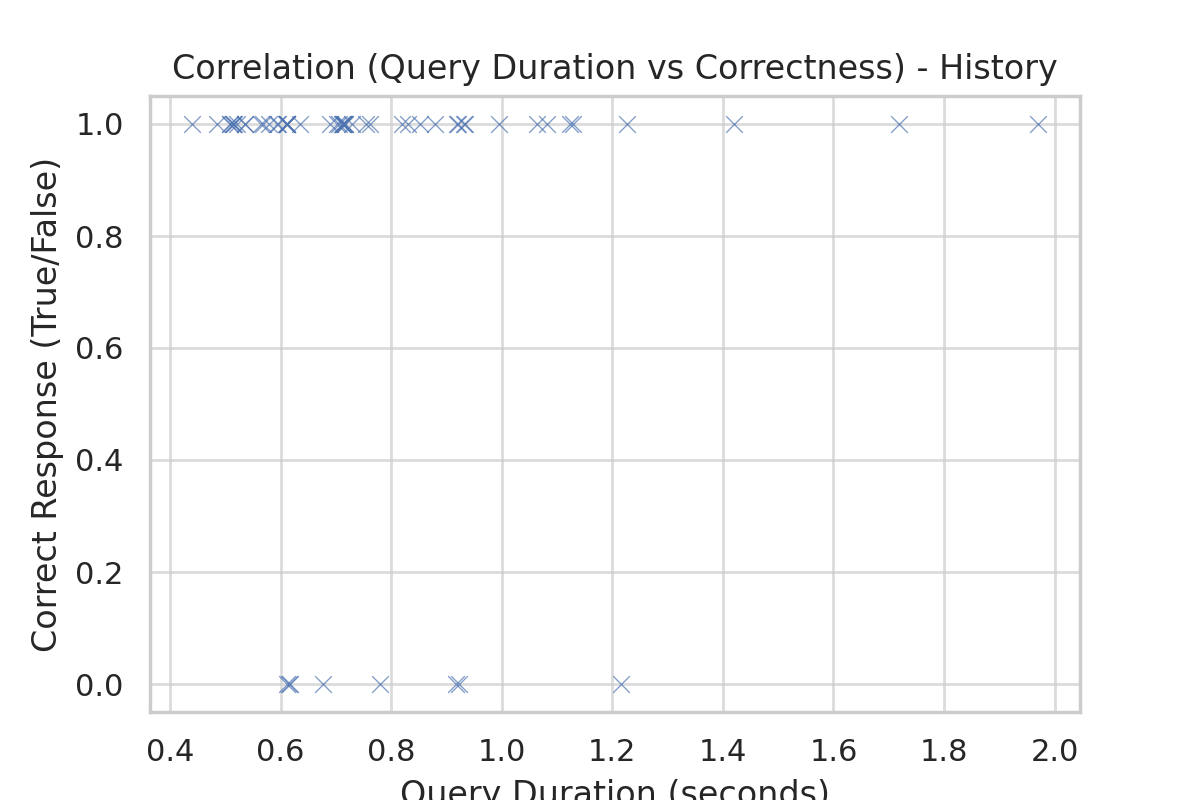 Correlation (Query Duration vs Correctness) - History
Correct Response (True/False)
1.0
0.8
0.6
0.4
0.2
0.0
0.4 0.6 0.8 1.0 1.2 1.4 1.6 1.8 2.0
Query Duration (seconds)